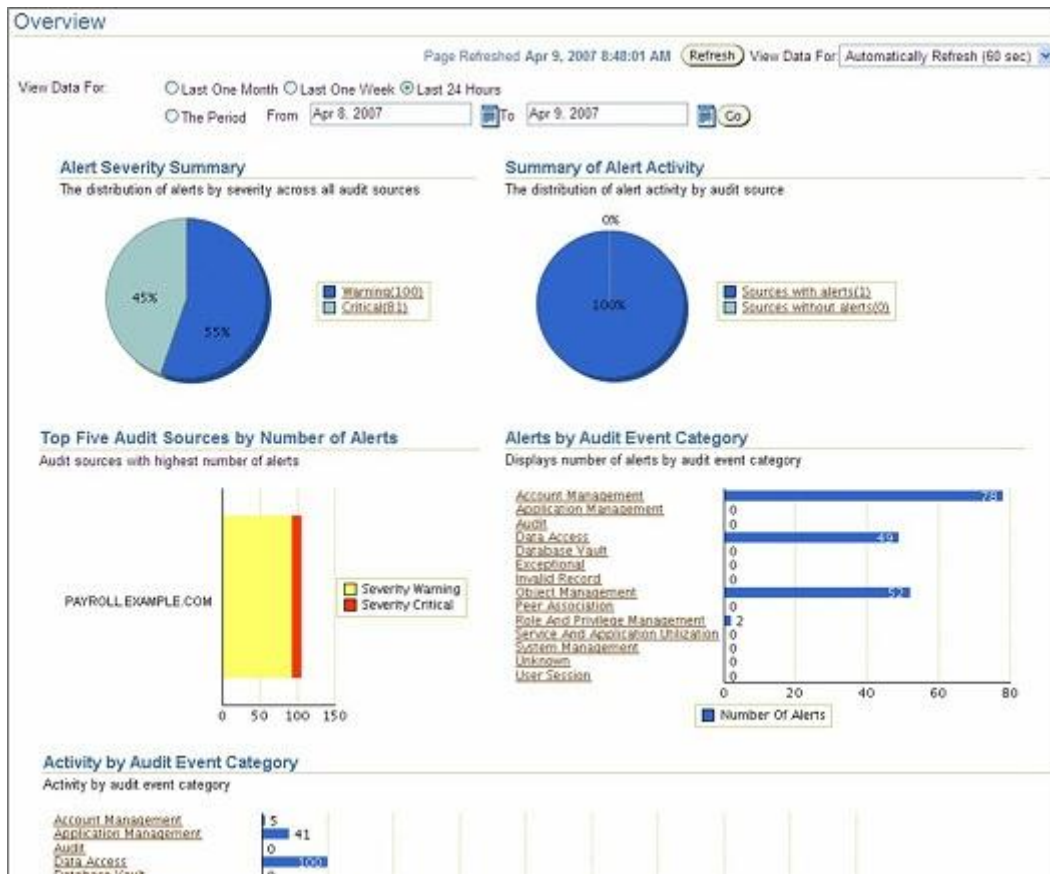 Overview
Page Refreshed Apr 9, 2007 8:48:01 AM Refresh View Data For Automatically Refresh (60 sec)
View Data For: Last One Month Last One Week Last 24 Hours
The Period From Apr 8, 2007 To Apr 9, 2007 Go
Alert Severity Summary
The distribution of alerts by severity across all audit sources
45%
55%
Warning(100)
Critical(81)
Summary of Alert Activity
The distribution of alert activity by audit source
0%
100%
Sources with alerts(1)
Sources without alerts(0)
Top Five Audit Sources by Number of Alerts
Audit sources with highest number of alerts
PAYROLL.EXAMPLE.COM
Severity Warning
Severity Critical
0 50 100 150
Alerts by Audit Event Category
Displays number of alerts by audit event category
Account Management 78
Application Management 0
Audit 0
Data Access 49
Database Vault 0
Exceptional 0
Invalid Record 0
Object Management 52
Peer Association 0
Role And Privilege Management 2
Service And Application Utilization 0
System Management 0
Unknown 0
User Session 0
0 20 40 60 80
Number Of Alerts
Activity by Audit Event Category
Activity by audit event category
Account Management 5
Application Management 41
Audit 0
Data Access 100
Database Vault 0